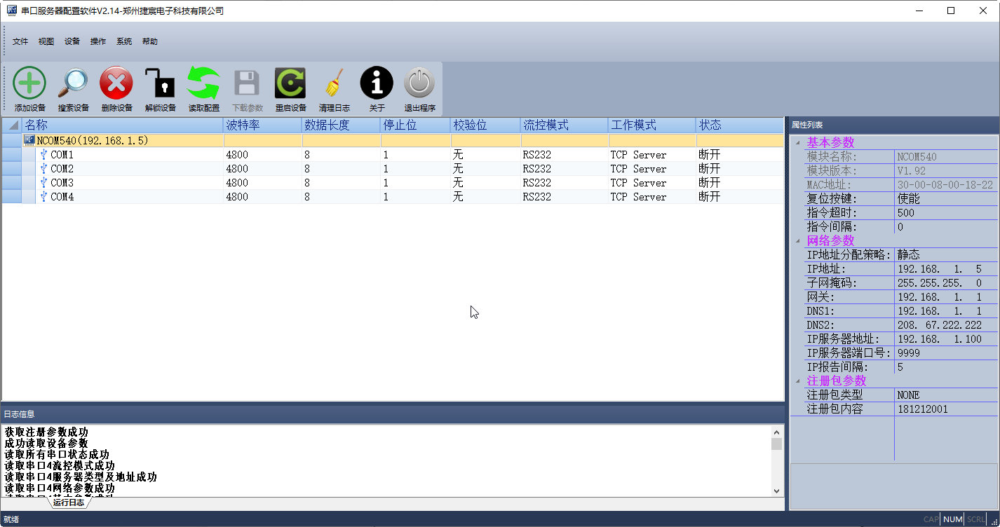 串口服务器配置软件V2.14-郑州捷宸电子科技有限公司
文件 视图 设备 操作 系统 帮助
添加设备 搜索设备 删除设备 解锁设备 读取配置 下载参数 重启设备 清理日志 关于 退出程序
名称 波特率 数据长度 停止位 校验位 流控模式 工作模式 状态
NCOM540(192.168.1.5)
COM1 4800 8 1 无 RS232 TCP Server 断开
COM2 4800 8 1 无 RS232 TCP Server 断开
COM3 4800 8 1 无 RS232 TCP Server 断开
COM4 4800 8 1 无 RS232 TCP Server 断开
属性列表
基本参数
模块名称: NCOM540
模块版本: V1.92
MAC地址: 30-00-08-00-18-22
复位按键: 使能
指令超时: 500
指令间隔: 0
网络参数
IP地址分配策略: 静态
IP地址: 192.168. 1. 5
子网掩码: 255.255.255. 0
网关: 192.168. 1. 1
DNS1: 192.168. 1. 1
DNS2: 208. 67.222.222
IP服务器地址: 192.168. 1.100
IP服务器端口号: 9999
IP报告间隔: 5
注册包参数
注册包类型 NONE
注册包内容 181212001
日志信息
获取注册参数成功
成功读取设备参数
读取所有串口状态成功
读取串口4流控模式成功
读取串口4服务器类型及地址成功
读取串口4网络参数成功
运行日志
就绪
CAP NUM SCRL